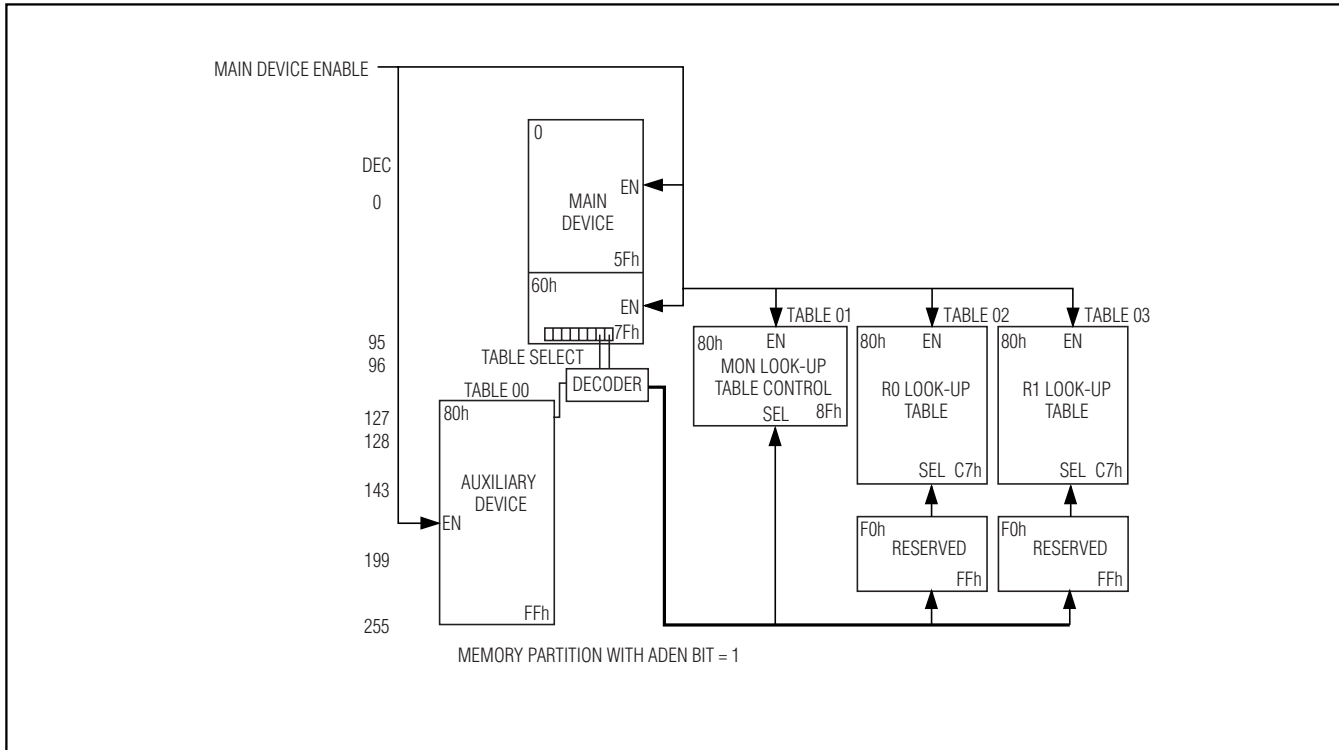 MAIN DEVICE ENABLE
DEC
0
95
96
127
128
143
199
255
0
EN
MAIN
DEVICE
5Fh
60h
EN
7Fh
TABLE SELECT
DECODER
TABLE 00
80h
AUXILIARY
DEVICE
EN
FFh
TABLE 01
80h
EN
MON LOOK-UP
TABLE CONTROL
SEL
8Fh
TABLE 02
80h
EN
R0 LOOK-UP
TABLE
SEL C7h
F0h
RESERVED
FFh
TABLE 03
80h
EN
R1 LOOK-UP
TABLE
SEL C7h
F0h
RESERVED
FFh
MEMORY PARTITION WITH ADEN BIT = 1